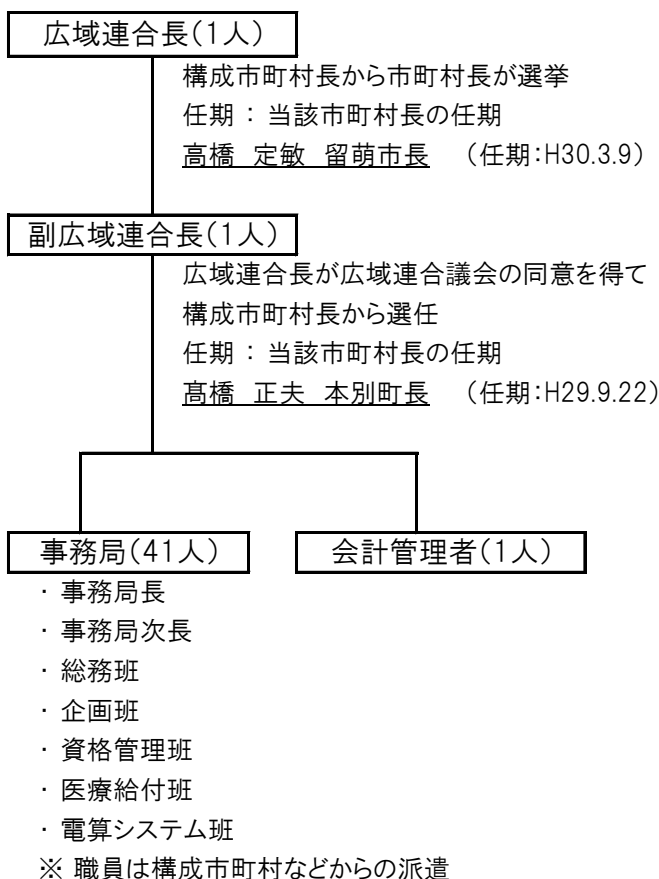 広域連合長(1人)
構成市町村長から市町村長が選挙
任期 : 当該市町村長の任期
高橋 定敏 留萌市長 (任期:H30.3.9)
副広域連合長(1人)
広域連合長が広域連合議会の同意を得て
構成市町村長から選任
任期 : 当該市町村長の任期
髙橋 正夫 本別町長 (任期:H29.9.22)
事務局(41人)
会計管理者(1人)
・ 事務局長
・ 事務局次長
・ 総務班
・ 企画班
・ 資格管理班
・ 医療給付班
・ 電算システム班
※ 職員は構成市町村などからの派遣